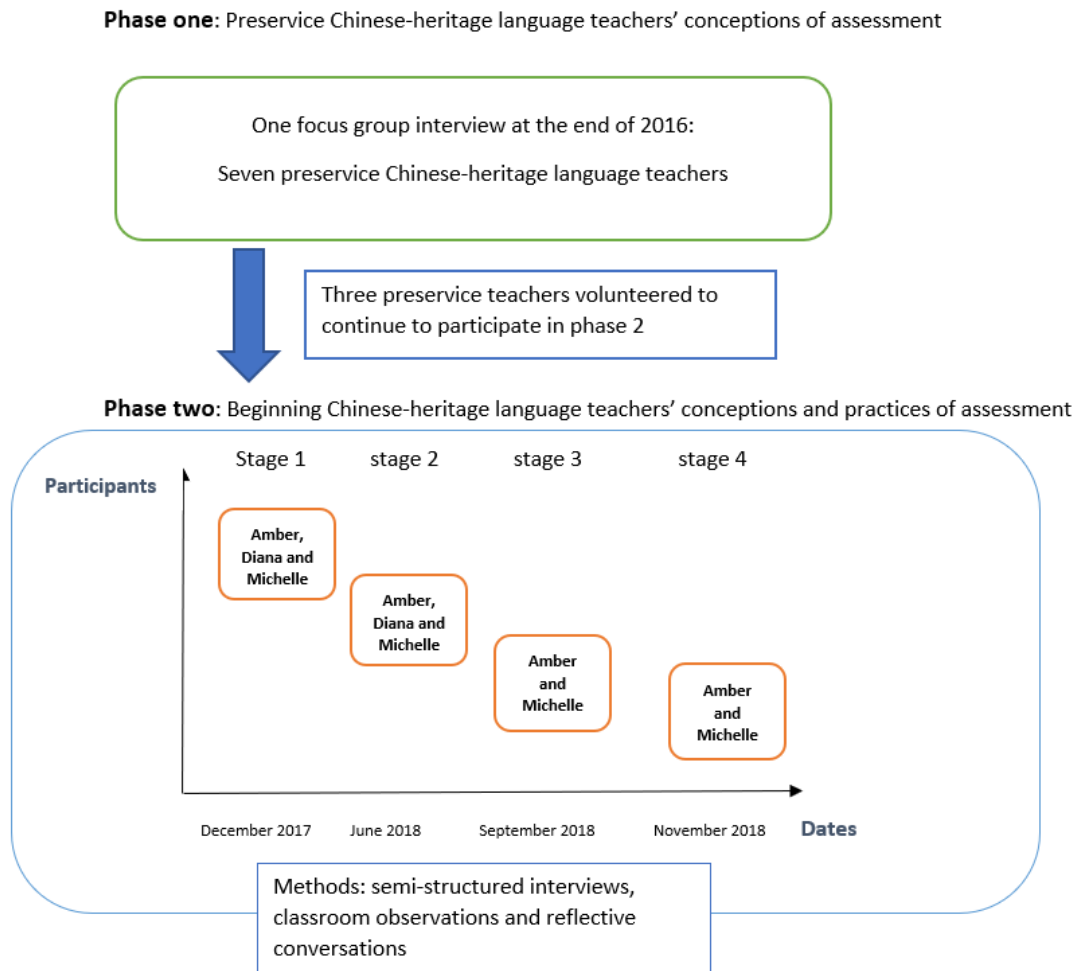 Phase one: Preservice Chinese-heritage language teachers’ conceptions of assessment
One focus group interview at the end of 2016:
Seven preservice Chinese-heritage language teachers
Three preservice teachers volunteered to
continue to participate in phase 2
Phase two: Beginning Chinese-heritage language teachers’ conceptions and practices of assessment
Stage 1
stage 2
stage 3
stage 4
Participants
Amber,
Diana and
Michelle
Amber,
Diana and
Michelle
Amber
and
Michelle
Amber
and
Michelle
December 2017
June 2018
September 2018
November 2018
Dates
Methods: semi-structured interviews,
classroom observations and reflective
conversations